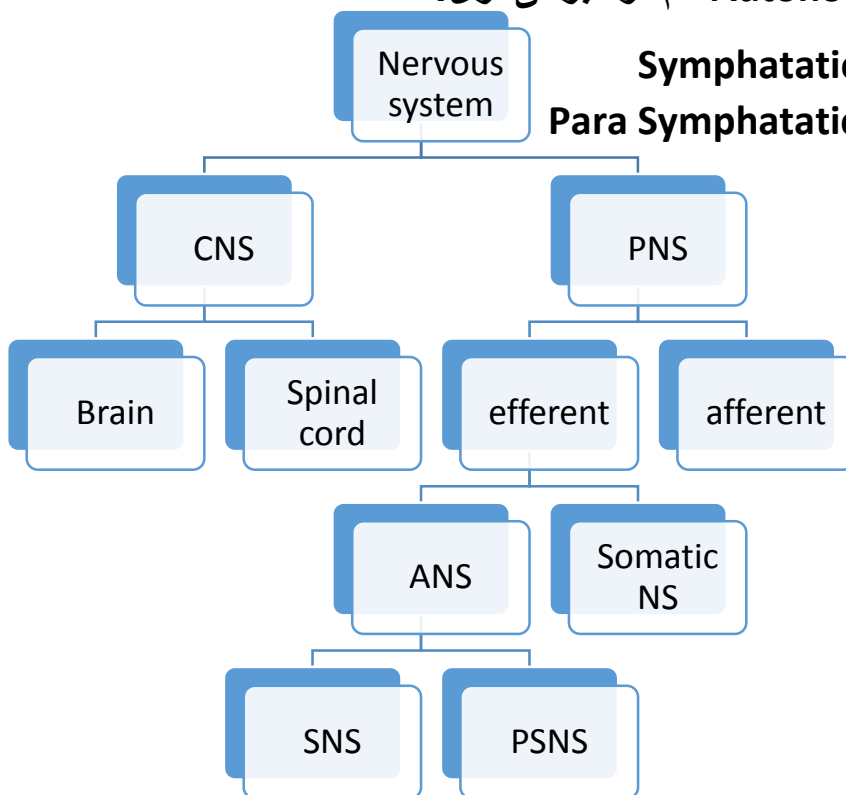 Nervous
system
Symphatatic
Para Symphatatic
CNS
PNS
Brain
Spinal
cord
efferent
afferent
ANS
Somatic
NS
SNS
PSNS